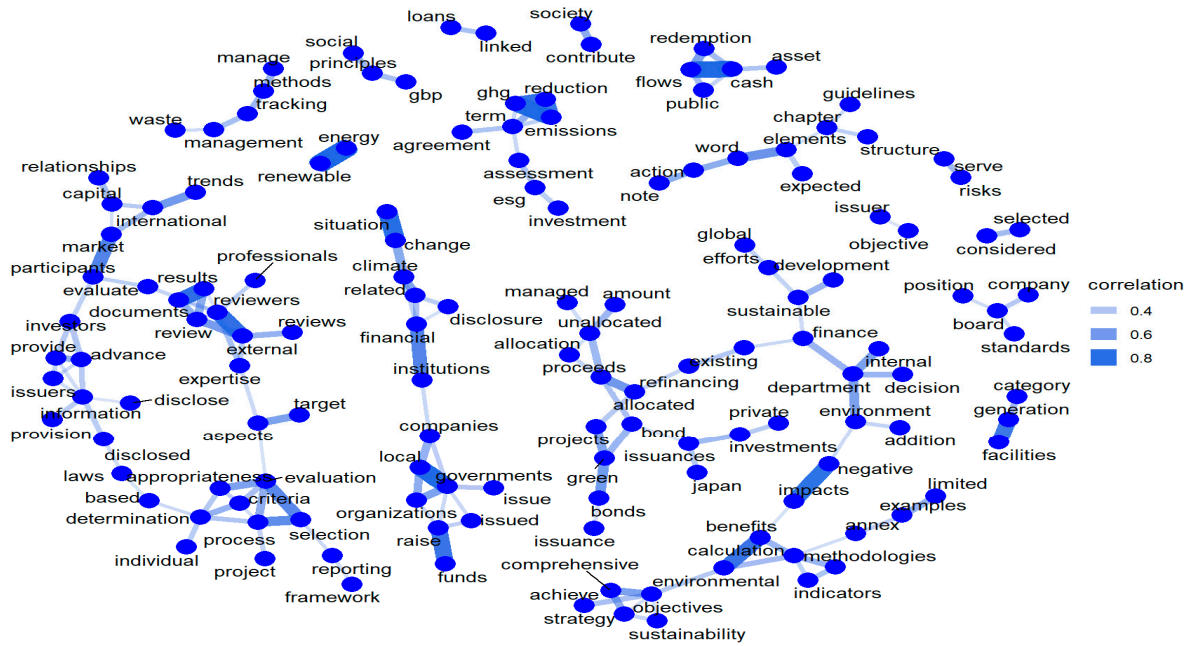 loans
society
social
linked
contribute
redemption
asset
manage
principles
methods
gbp
flows
cash
public
ghg
reduction
guidelines
tracking
waste
management
energy
renewable
term
emissions
agreement
chapter
elements
structure
word
serve
risks
relationships
capital
trends
international
assessment
esg
investment
action
note
expected
issuer
objective
selected
considered
market
participants
situation
change
global
efforts
development
professionals
evaluate
results
documents
reviewers
climate
related
managed
amount
sustainable
position
company
board
standards
correlation
0.4
0.6
0.8
investors
review
external
reviews
financial
disclosure
unallocated
finance
provide
advance
expertise
institutions
allocation
proceeds
existing
refinancing
internal
department
decision
category
generation
facilities
issuers
information
disclose
provision
target
aspects
allocated
private
environment
addition
companies
projects
bond
issuances
investments
disclosed
laws
appropriateness
evaluation
local
governments
green
japan
negative
impacts
limited
examples
based
criteria
determination
organizations
issue
issued
bonds
issuance
benefits
annex
process
selection
raise
calculation
methodologies
individual
project
reporting
framework
funds
comprehensive
environmental
indicators
achieve
strategy
objectives
sustainability